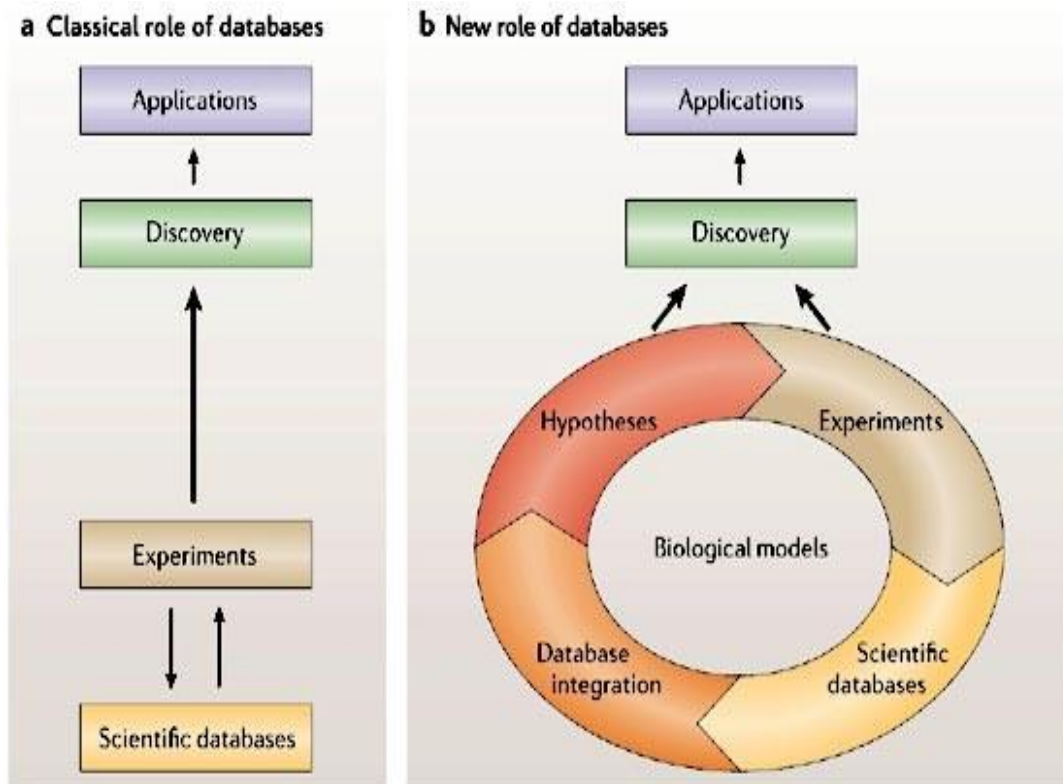 a Classical role of databases
Applications
Discovery
Experiments
Scientific databases
b New role of databases
Applications
Discovery
Hypotheses
Experiments
Biological models
Database
integration
Scientific
databases